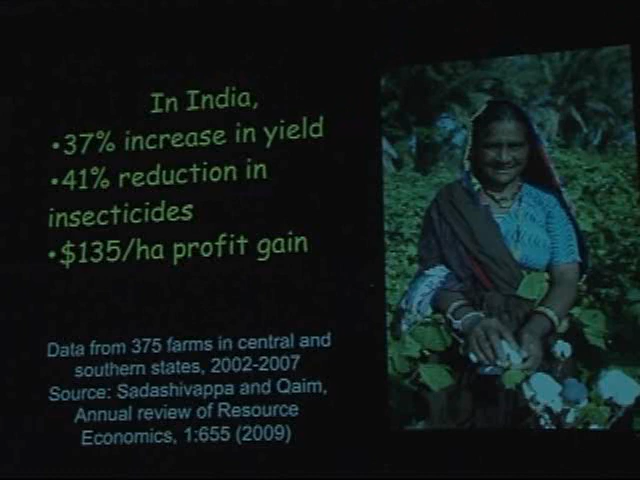 In India,
•37% increase in yield
•41% reduction in
insecticides
•$135/ha profit gain
Data from 375 farms in central and
southern states, 2002-2007
Source: Sadashivappa and Qaim,
Annual review of Resource
Economics, 1:655 (2009)